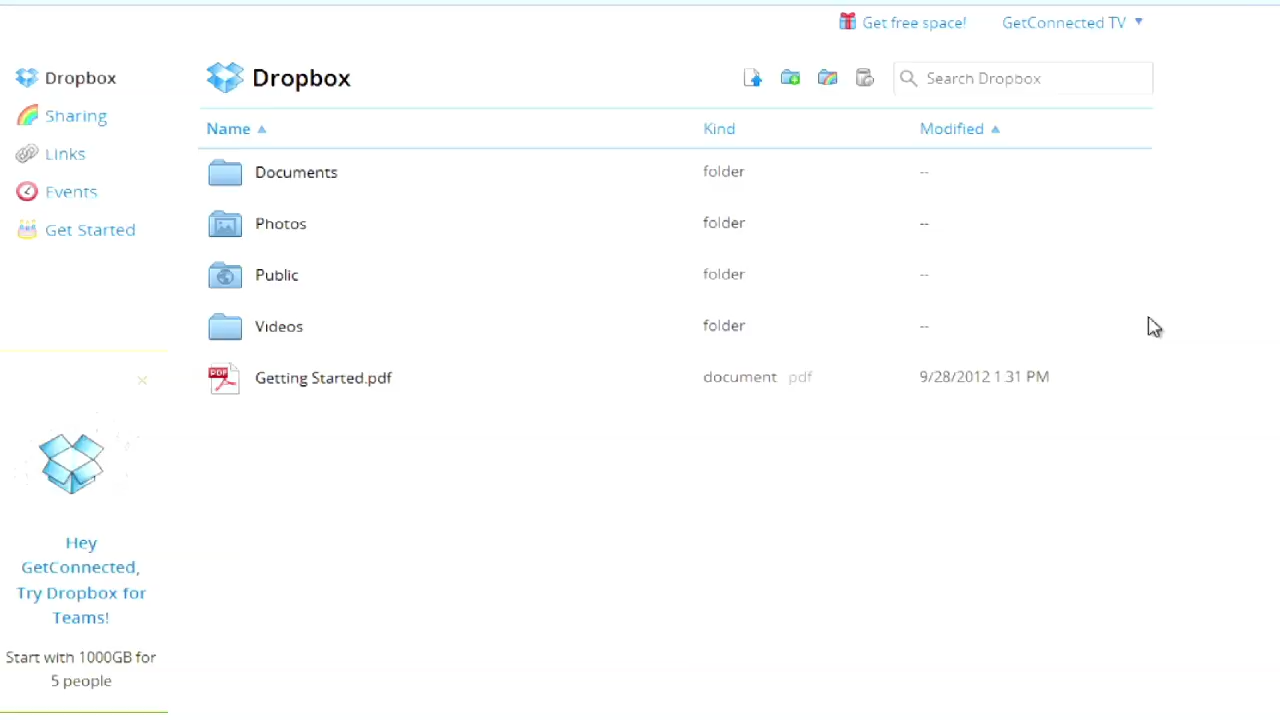 Get free space! GetConnected TV
Dropbox
Sharing
Links
Events
Get Started
Dropbox
Search Dropbox
Name Kind Modified
Documents folder --
Photos folder --
Public folder --
Videos folder --
Getting Started.pdf document pdf 9/28/2012 1:31 PM
PDF
Hey
GetConnected,
Try Dropbox for
Teams!
Start with 1000GB for
5 people